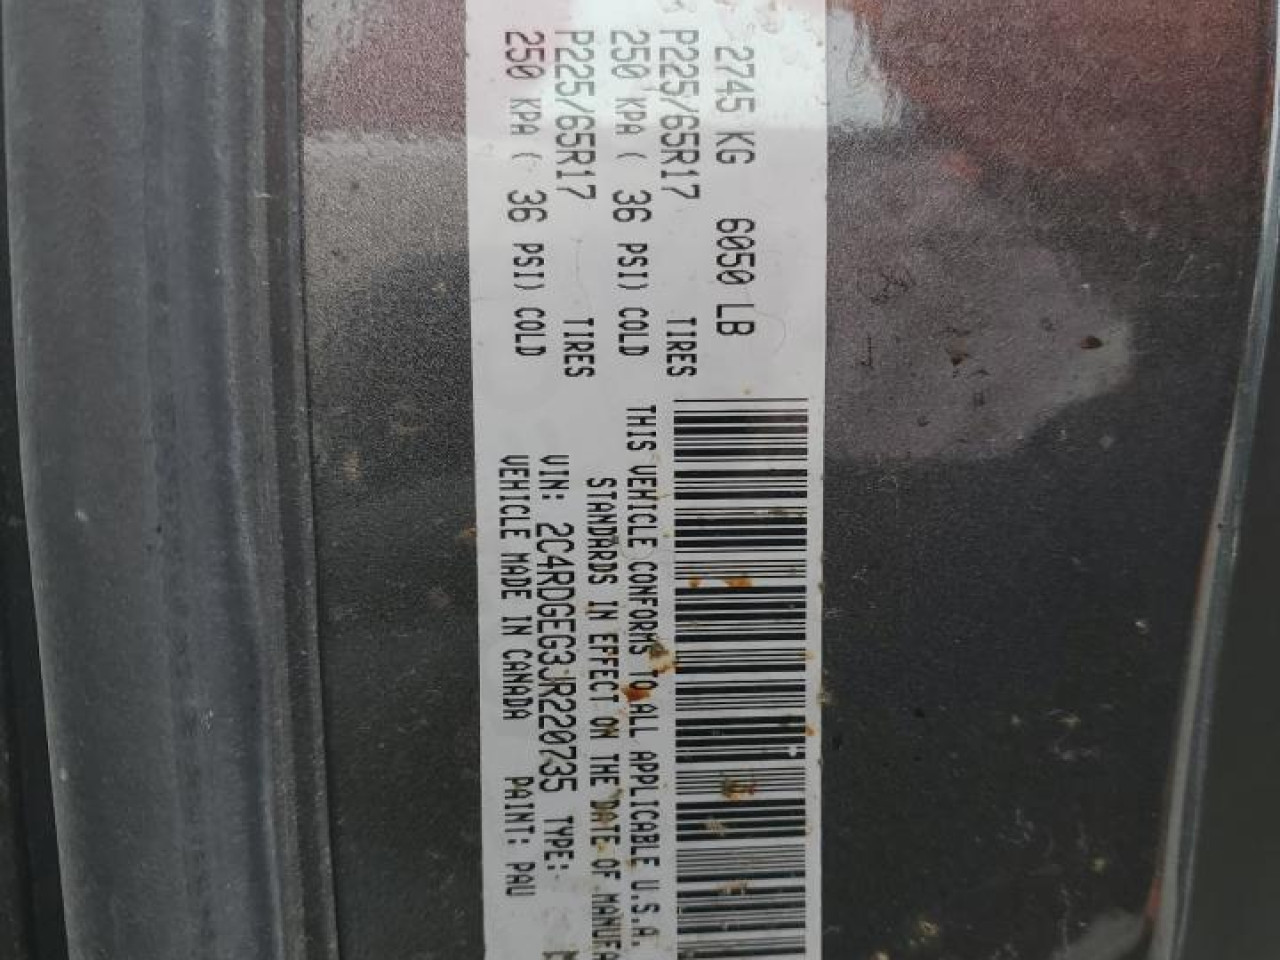 2745 KG 6050 LB
P225/65R17 TIRES
250 KPA ( 36 PSI) COLD
P225/65R17 TIRES
250 KPA ( 36 PSI) COLD
THIS VEHICLE CONFORMS TO ALL APPLICABLE U.S.A.
STANDARDS IN EFFECT ON THE DATE OF MANUFA
VIN: 2C4RDGEG3JR220735 TYPE:
VEHICLE MADE IN CANADA PAINT: PAU